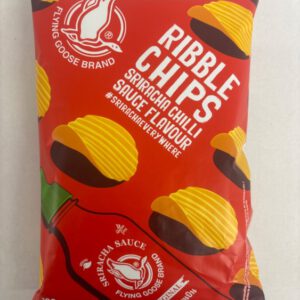 FLYING GOOSE BRAND
®
RIBBLE
CHIPS
SRIRACHA CHILLI
SAUCE FLAVOUR
#SRIRACHAEVERYWHERE
SRIRACHA SAUCE
FLYING GOOSE BRAND